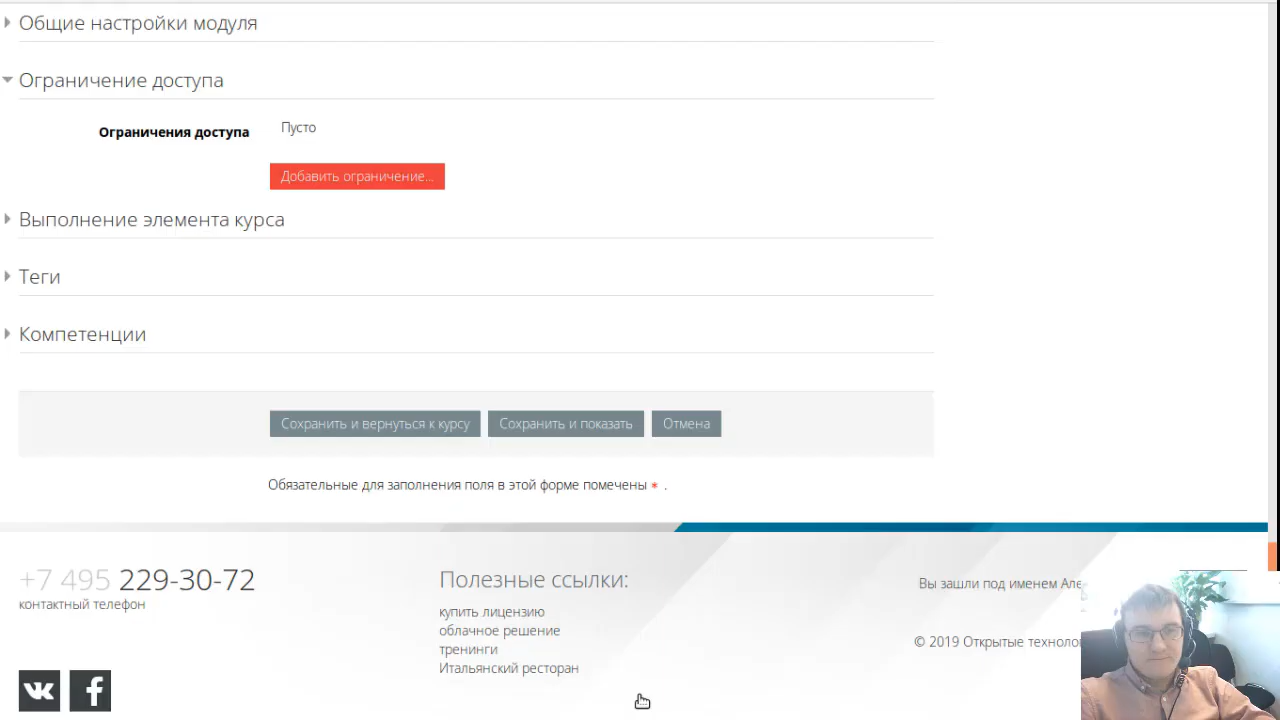 Общие настройки модуля
Ограничение доступа
Ограничения доступа Пусто
Добавить ограничение...
Выполнение элемента курса
Теги
Компетенции
Сохранить и вернуться к курсу Сохранить и показать Отмена
Обязательные для заполнения поля в этой форме помечены * .
+7 495 229-30-72
контактный телефон
Полезные ссылки:
купить лицензию
облачное решение
тренинги
Итальянский ресторан
Вы зашли под именем Але
© 2019 Открытые технолог